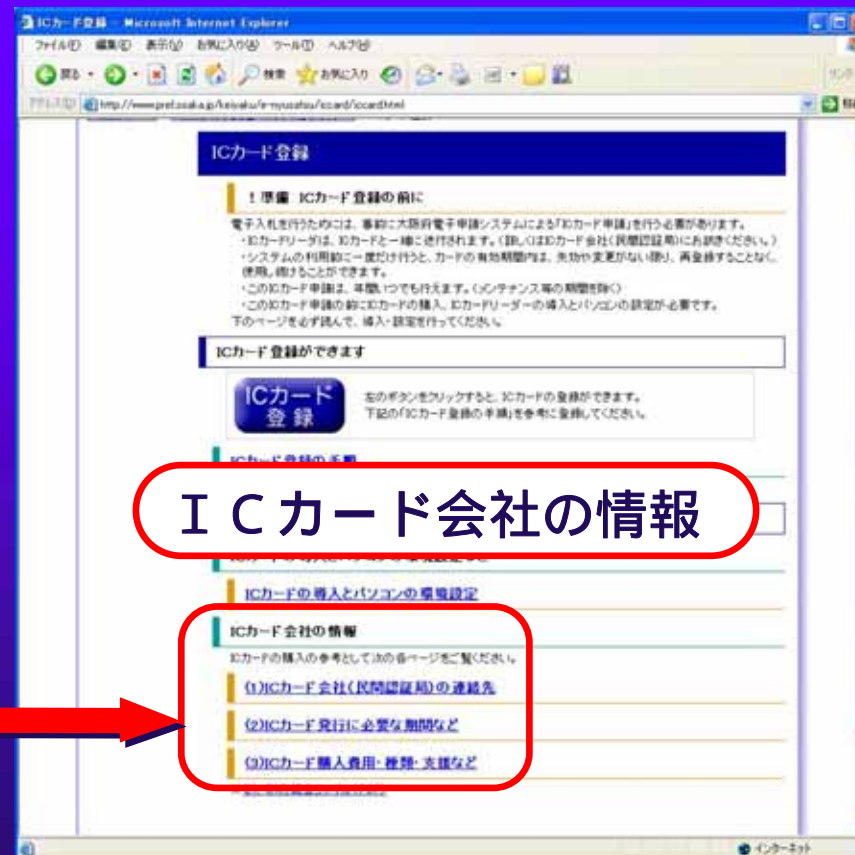 ICカード登録 - Microsoft Internet Explorer
ファイル(F) 編集(E) 表示(V) お気に入り(A) ツール(T) ヘルプ(H)
戻る 検索 お気に入り
アドレス(D) http://www.pref.osaka.jp/keiyaku/e-nyusatsu/iccard/iccard.html
ICカード登録
！準備 ICカード登録の前に
電子入札を行うためには、事前に大阪府電子申請システムによる「ICカード申請」を行う必要があります。
・ICカードリーダは、ICカードと一緒に送付されます。(詳しくはICカード会社(民間認証局)にお訊きください。)
・システムの利用前に一度だけ行うと、カードの有効期間内は、失効や変更がない限り、再登録することなく、
使用し続けることができます。
・このICカード申請は、年間いつでも行えます。(メンテナンス等の期間を除く)
・このICカード申請の前にICカードの購入、ICカードリーダーの導入とパソコンの設定が必要です。
下のページを必ず読んで、導入・設定を行ってください。
ICカード登録ができます
ICカード
登録
左のボタンをクリックすると、ICカードの登録ができます。
下記の「ICカード登録の手順」を参考に登録してください。
ICカード登録の手順
ＩＣカード会社の情報
ICカードの導入とパソコンの環境設定
ICカード会社の情報
ICカードの購入の参考として次の各ページをご覧ください。
(1)ICカード会社(民間認証局)の連絡先
(2)ICカード発行に必要な期間など
(3)ICカード購入費用・種類・支援など
インターネット